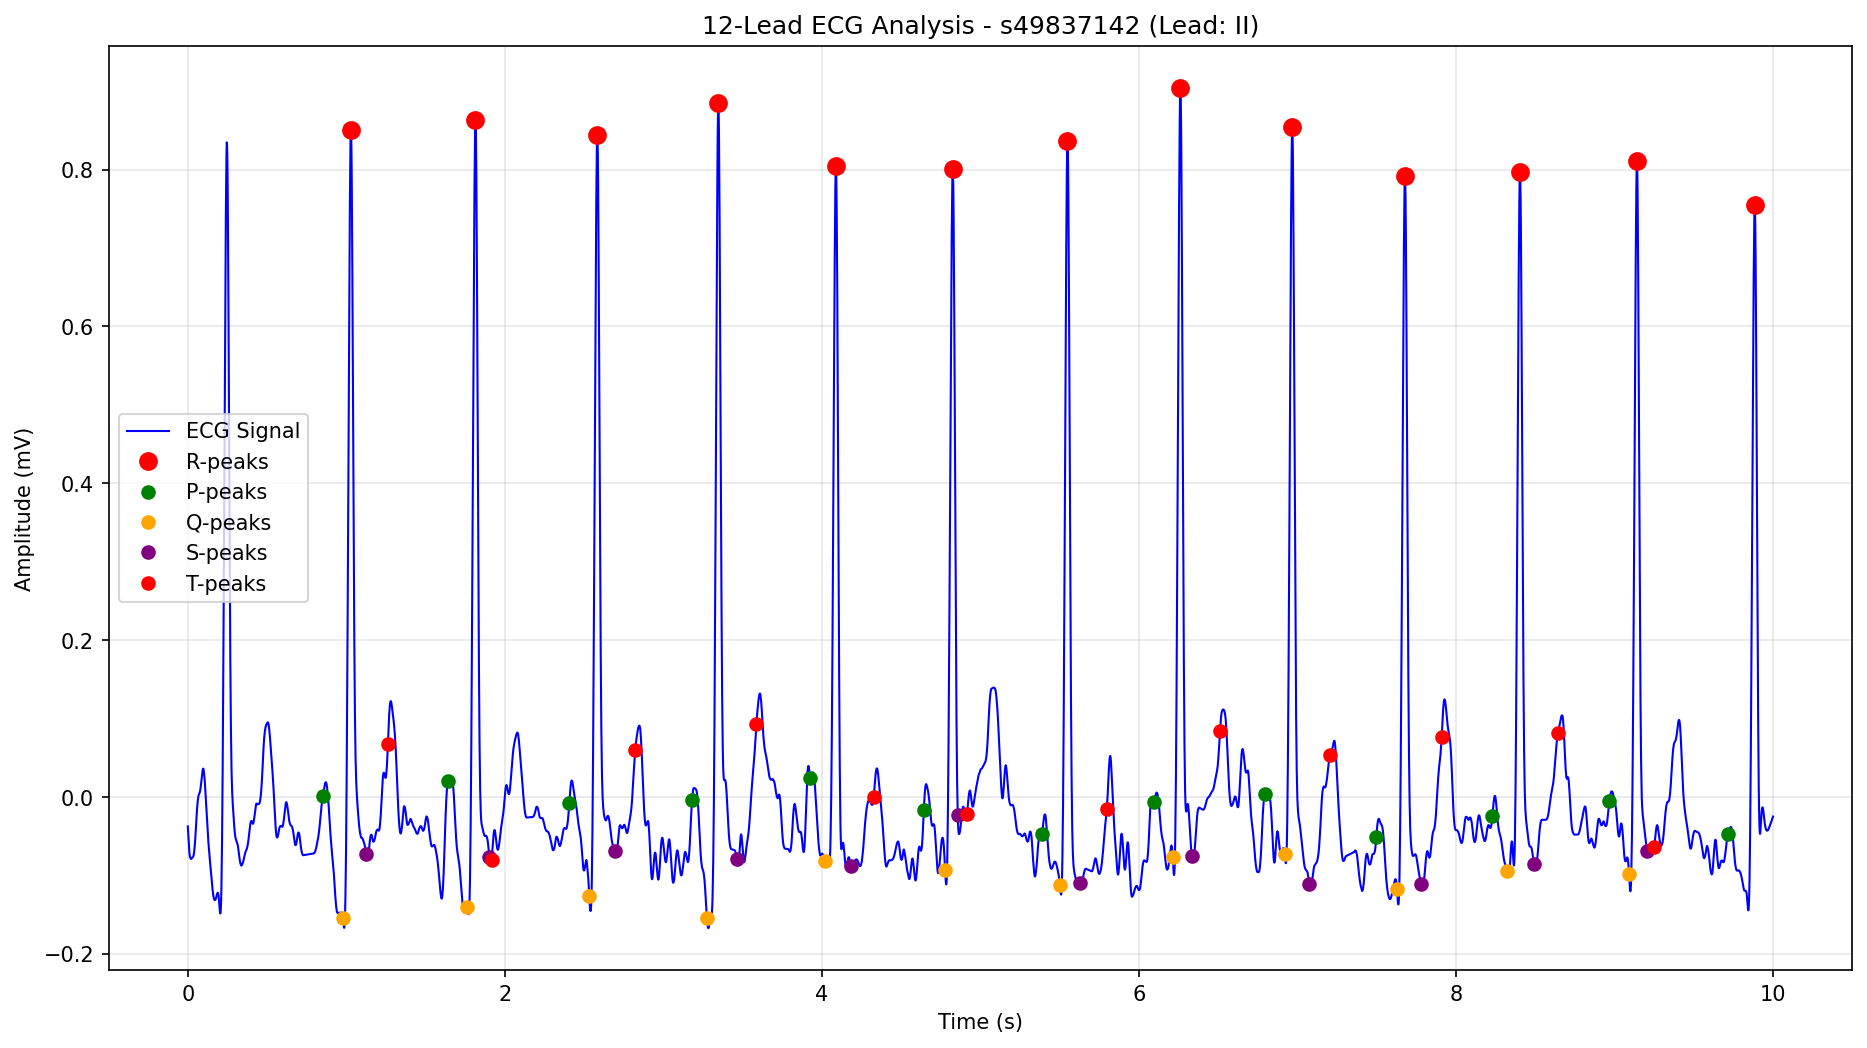 12-Lead ECG Analysis - s49837142 (Lead: II)
Amplitude (mV)
0.8
0.6
0.4
0.2
0.0
−0.2
ECG Signal
R-peaks
P-peaks
Q-peaks
S-peaks
T-peaks
0 2 4 6 8 10
Time (s)